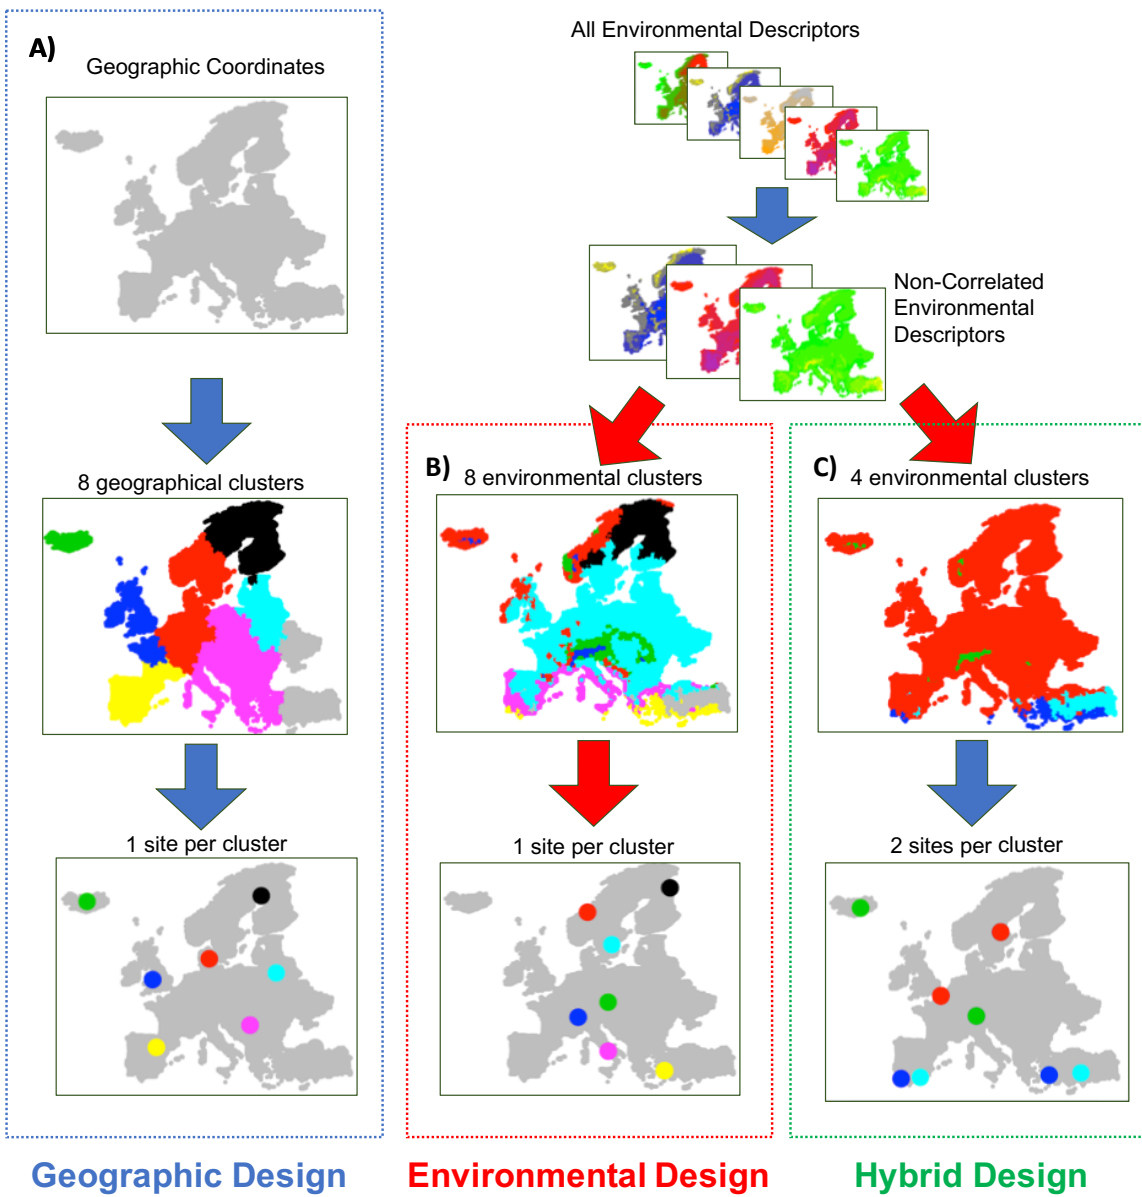 A)
Geographic Coordinates
All Environmental Descriptors
Non-Correlated
Environmental
Descriptors
8 geographical clusters
B)
8 environmental clusters
C)
4 environmental clusters
1 site per cluster
1 site per cluster
2 sites per cluster
Geographic Design
Environmental Design
Hybrid Design